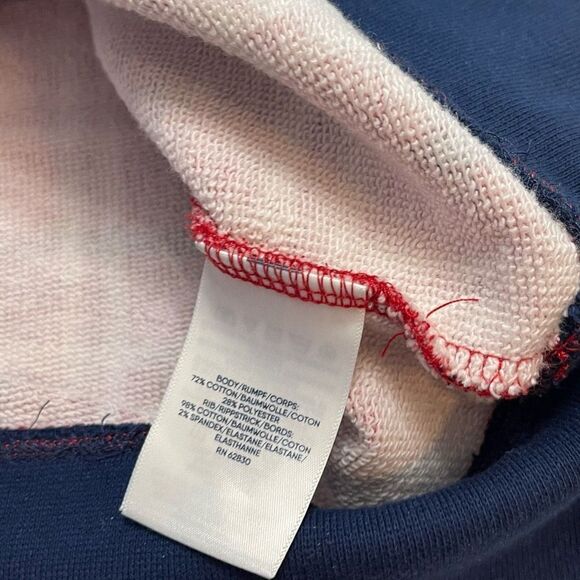 BODY/RUMPF/CORPS:
72% COTTON/BAUMWOLLE/COTON
28% POLYESTER
RIB/RIPPSTRICK/BORDS:
98% COTTON/BAUMWOLLE/COTON
2% SPANDEX/ELASTANE/ELASTANE/
ELASTHANNE
RN 62830